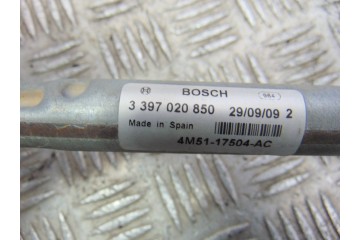 BOSCH
3 397 020 850 29/09/09 2
Made in Spain
4M51-17504-AC